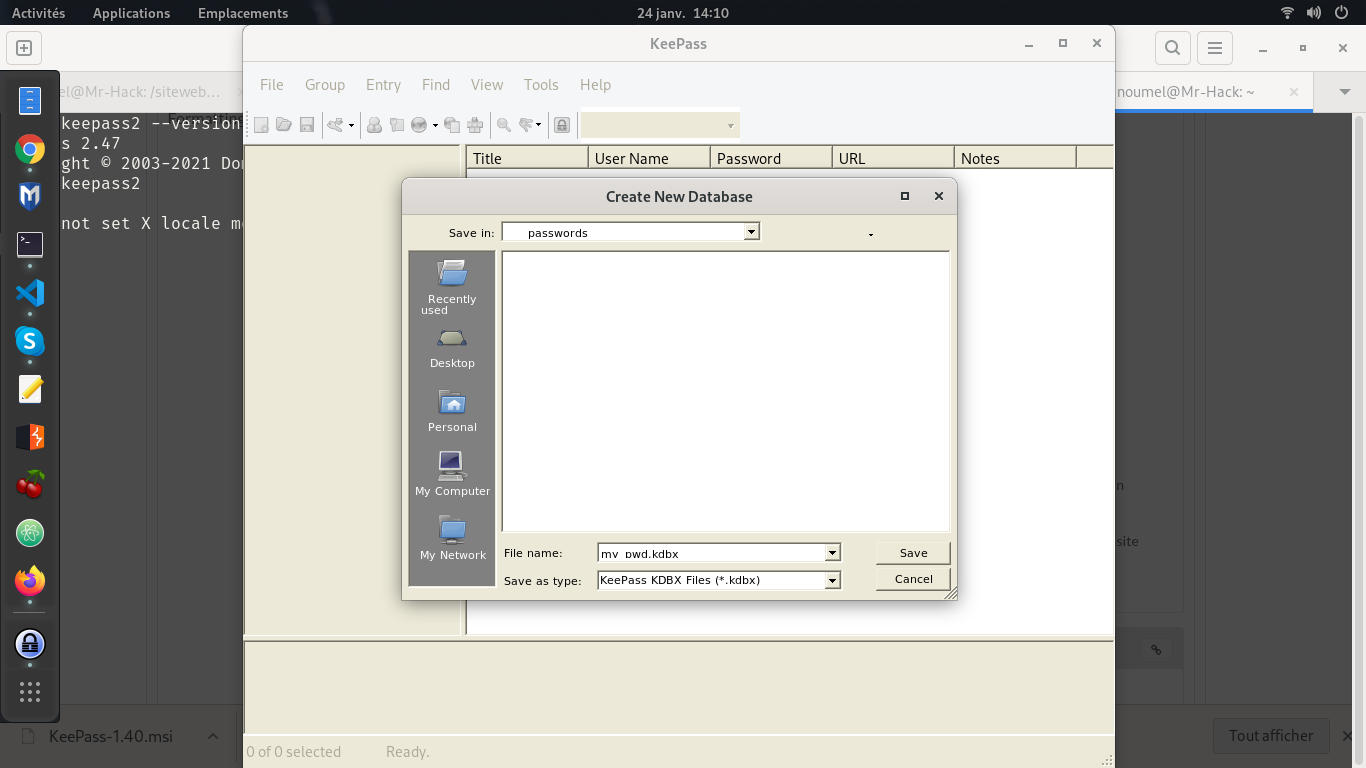 Activités Applications Emplacements 24 janv. 14:10
KeePass
File Group Entry Find View Tools Help
el@Mr-Hack: /siteweb...
noumel@Mr-Hack: ~
keepass2 --version
s 2.47
ght © 2003-2021 Do
keepass2
not set X locale m
Title User Name Password URL Notes
Create New Database
Save in: passwords
Recently
used
Desktop
Personal
My Computer
My Network
File name: my_pwd.kdbx Save
Save as type: KeePass KDBX Files (*.kdbx) Cancel
n
site
0 of 0 selected Ready.
KeePass-1.40.msi
Tout afficher